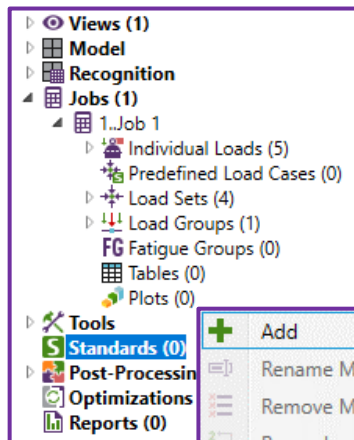 Views (1)
Model
Recognition
Jobs (1)
1..Job 1
Individual Loads (5)
Predefined Load Cases (0)
Load Sets (4)
Load Groups (1)
FG Fatigue Groups (0)
Tables (0)
Plots (0)
Tools
S Standards (0)
Post-Processin
Optimizations
Reports (0)
Add
Rename M
Remove M